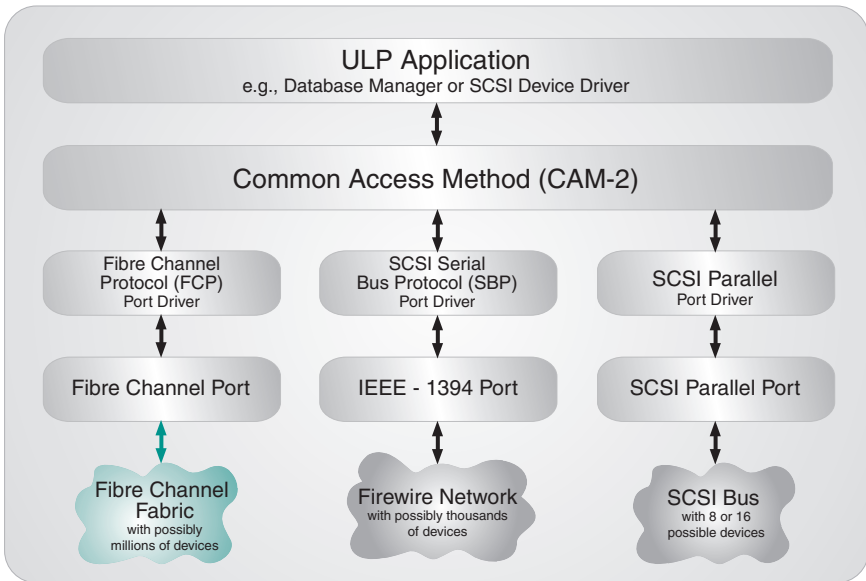 ULP Application
e.g., Database Manager or SCSI Device Driver
Common Access Method (CAM-2)
Fibre Channel
Protocol (FCP)
Port Driver
SCSI Serial
Bus Protocol (SBP)
Port Driver
SCSI Parallel
Port Driver
Fibre Channel Port
IEEE - 1394 Port
SCSI Parallel Port
Fibre Channel
Fabric
with possibly
millions of devices
Firewire Network
with possibly thousands
of devices
SCSI Bus
with 8 or 16
possible devices